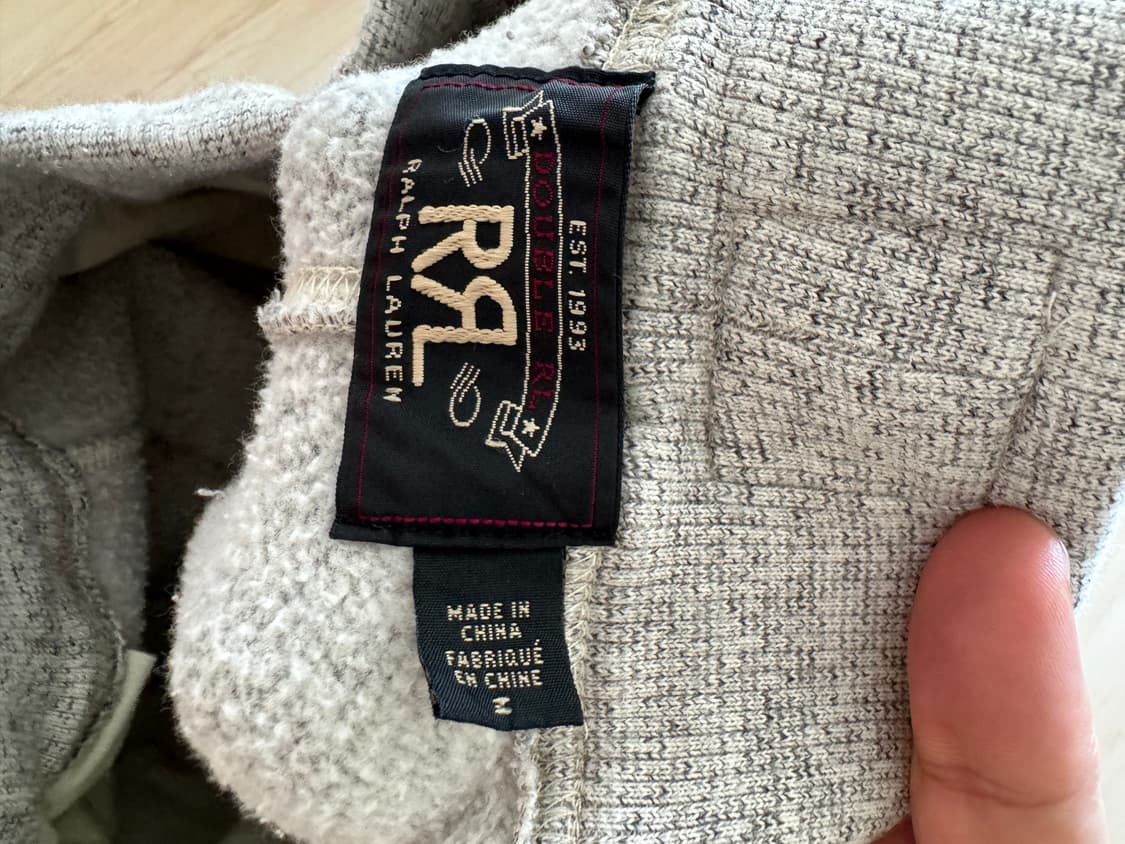 EST. 1993
DOUBLE RL
RRL
RALPH LAUREN
MADE IN
CHINA
FABRIQUÉ
EN CHINE
M